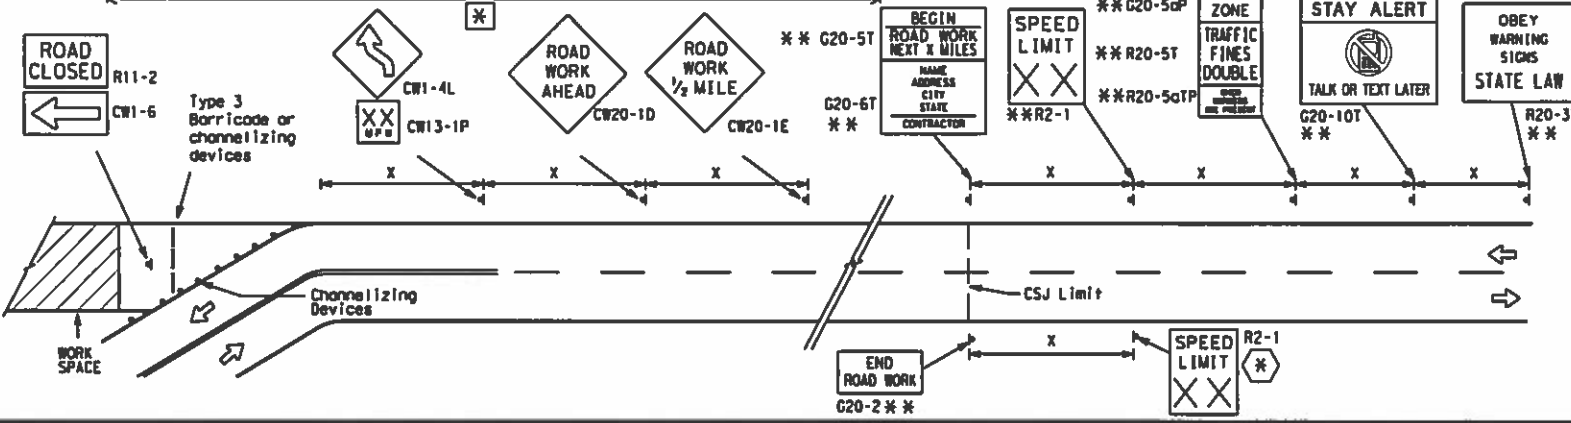 ROAD
CLOSED
R11-2
CW1-6
Type 3
Barricade or
channelizing
devices
CW1-4L
XX
MPH
CW13-1P
*
ROAD
WORK
AHEAD
CW20-1D
ROAD
WORK
1/2 MILE
CW20-1E
** G20-5T
BEGIN
ROAD WORK
NEXT X MILES
NAME
ADDRESS
CITY
STATE
CONTRACTOR
G20-6T
**
SPEED
LIMIT
XX
**R2-1
**G20-5aP
ZONE
TRAFFIC
FINES
DOUBLE
**R20-5T
**R20-5aTP
STAY ALERT
TALK OR TEXT LATER
G20-10T
**
OBEY
WARNING
SIGNS
STATE LAW
R20-3
**
X
X
X
X
X
X
X
Channelizing
Devices
CSJ Limit
WORK
SPACE
END
ROAD WORK
G20-2**
X
SPEED
LIMIT
XX
R2-1
*